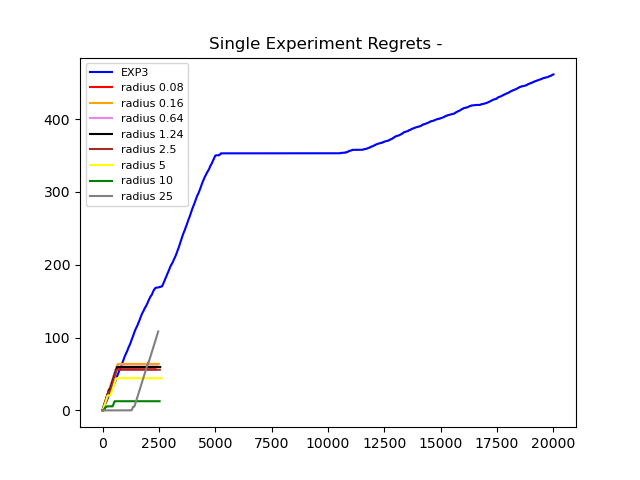 Single Experiment Regrets -
EXP3
radius 0.08
radius 0.16
radius 0.64
radius 1.24
radius 2.5
radius 5
radius 10
radius 25
400
300
200
100
0
0 2500 5000 7500 10000 12500 15000 17500 20000